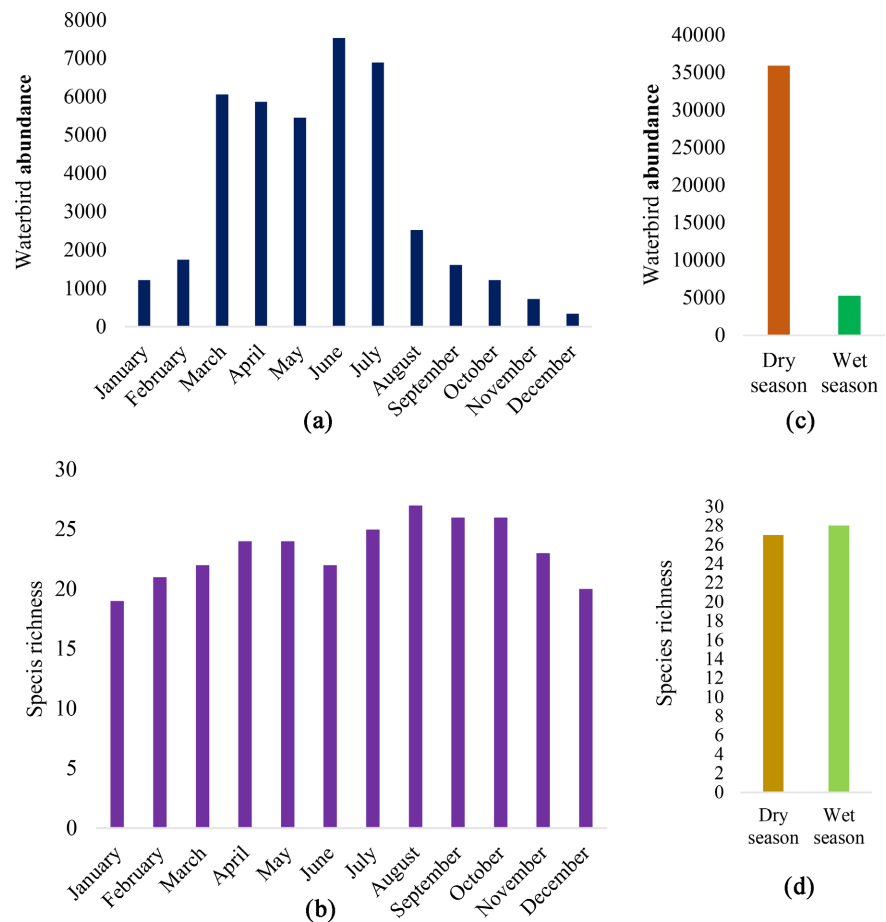 Waterbird abundance
8000
7000
6000
5000
4000
3000
2000
1000
0
January
February
March
April
May
June
July
August
September
October
November
December
(a)
Waterbird abundance
40000
35000
30000
25000
20000
15000
10000
5000
0
Dry season
Wet season
(c)
Specis richness
30
25
20
15
10
5
0
January
February
March
April
May
June
July
August
September
October
November
December
(b)
Species richness
30
28
26
24
22
20
18
16
14
12
10
8
6
4
2
0
Dry season
Wet season
(d)